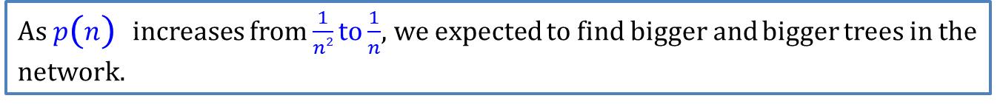 As p(n) increases from 1/n² to 1/n, we expected to find bigger and bigger trees in the
network.